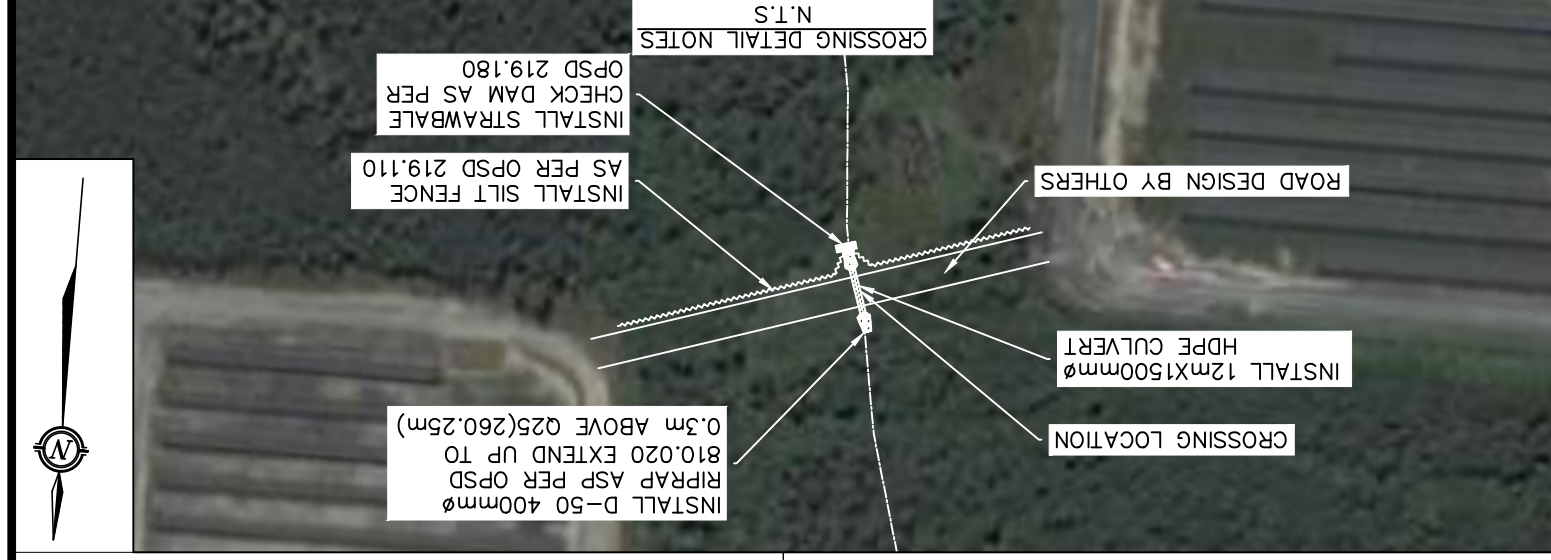 CROSSING LOCATION
INSTALL 12mX1500mmø
HDPE CULVERT
ROAD DESIGN BY OTHERS
INSTALL D-50 400mmø
RIPRAP ASP PER OPSD
810.020 EXTEND UP TO
0.3m ABOVE Q25(260.25m)
N
INSTALL SILT FENCE
AS PER OPSD 219.110
INSTALL STRAWBALE
CHECK DAM AS PER
OPSD 219.180
CROSSING DETAIL NOTES
N.T.S